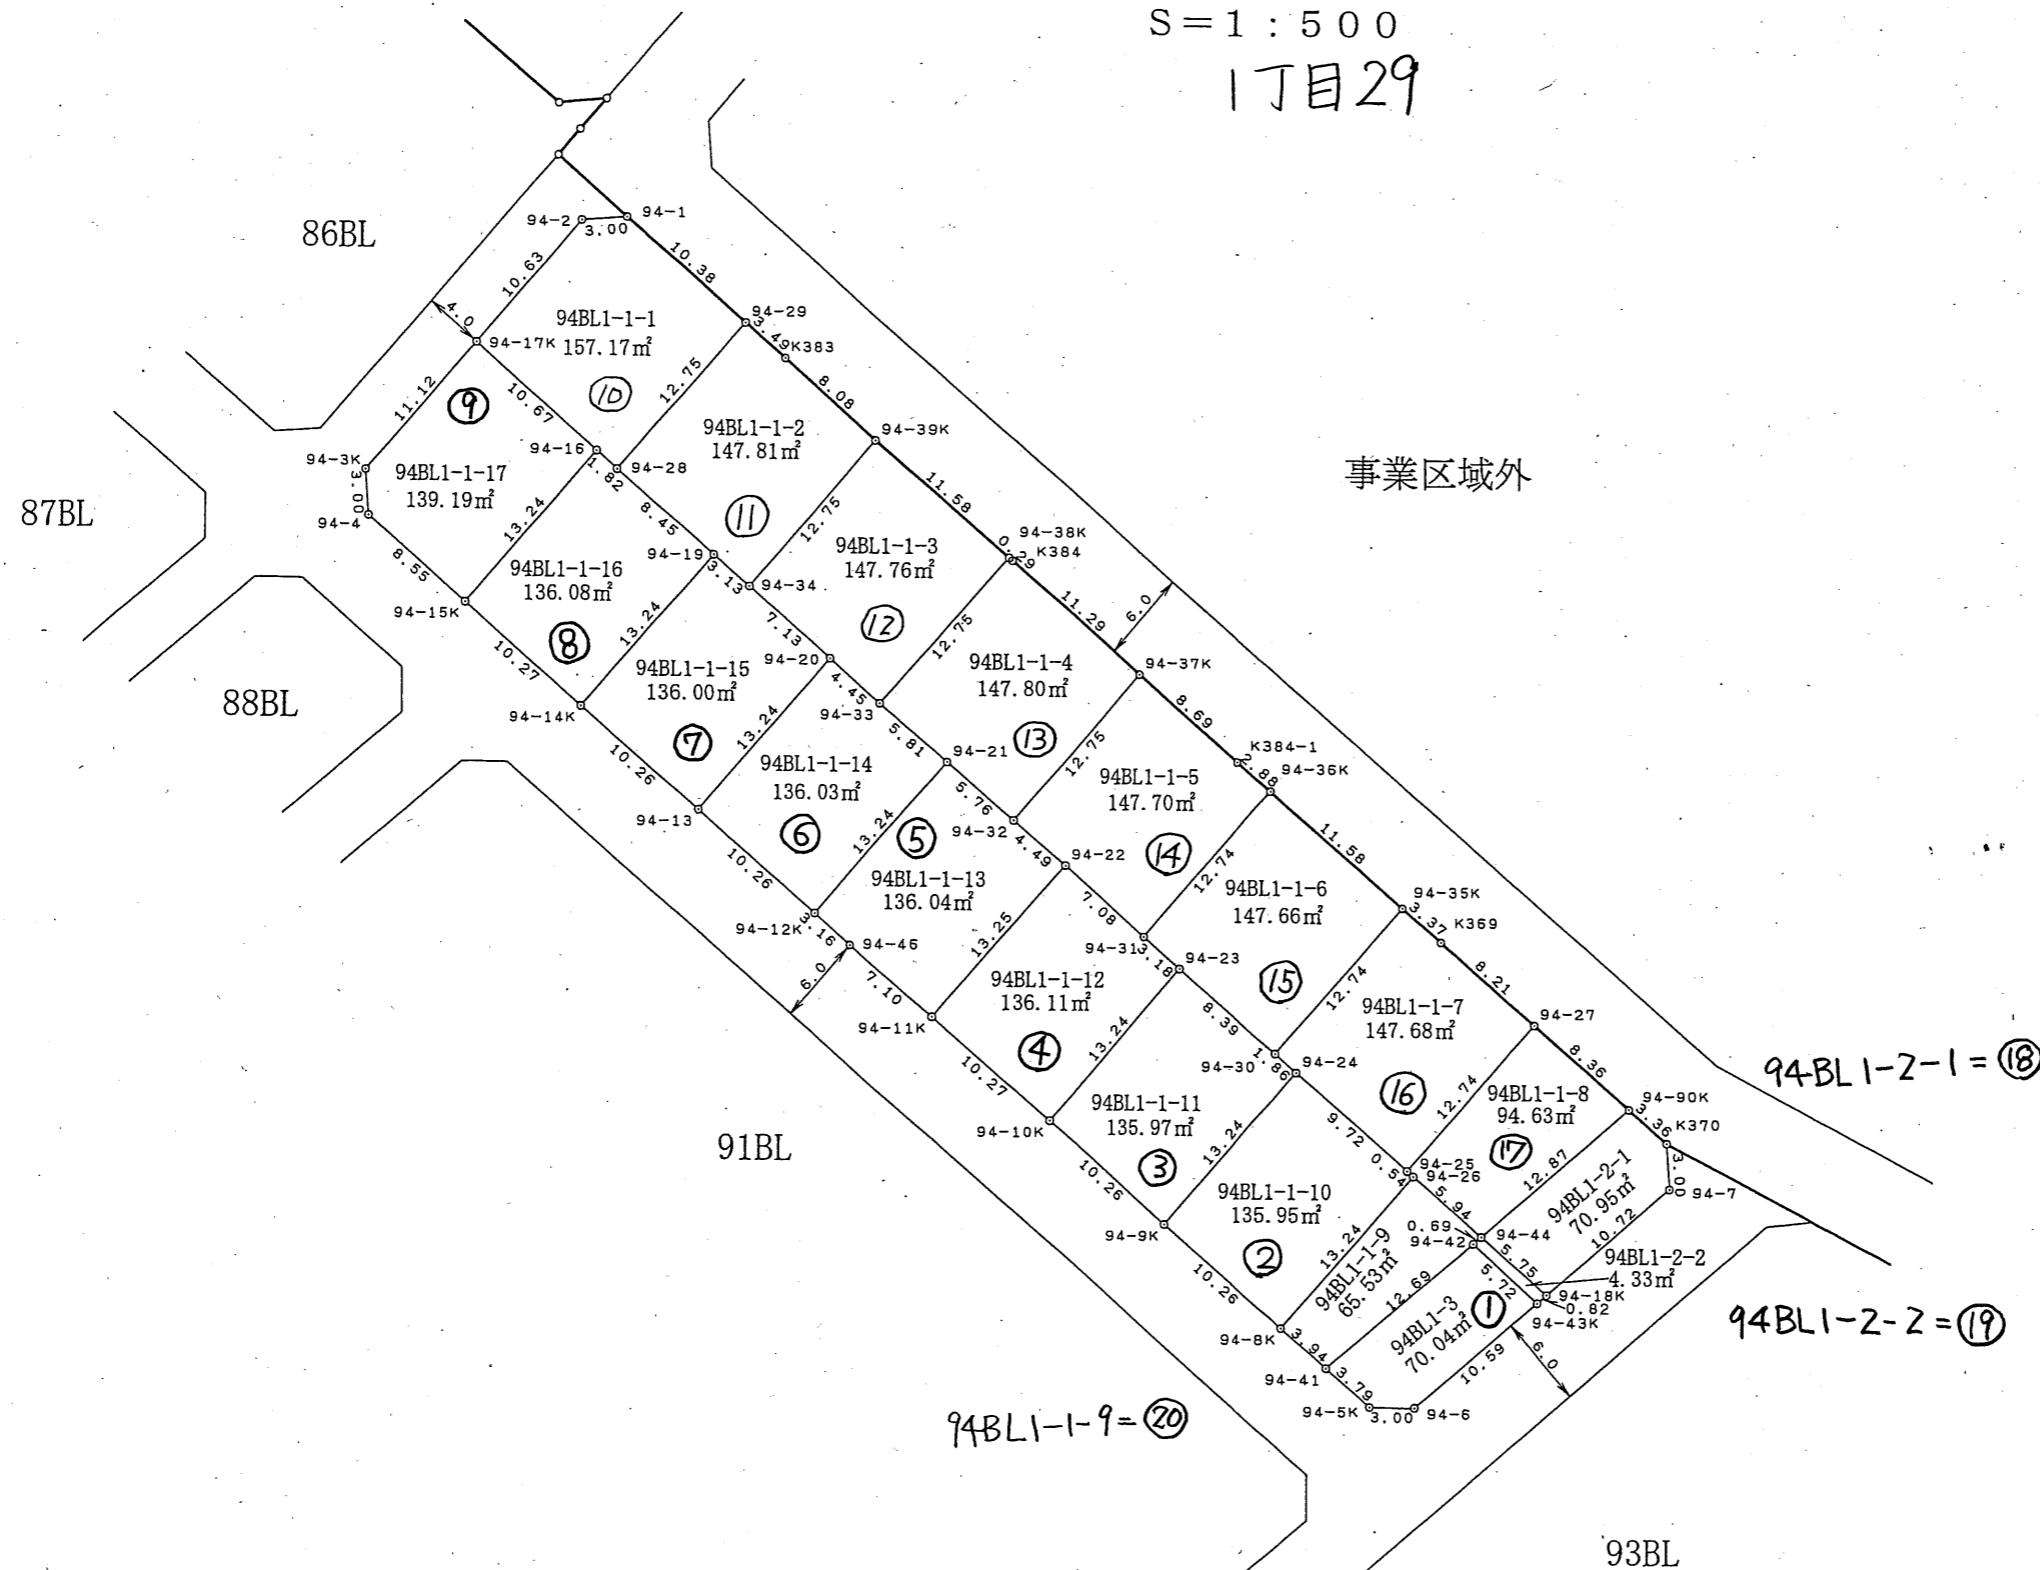 S=1:500
1丁目29
86BL
94-2
94-1
3.00
10.63
10.38
4.0
94-29
3.49
K383
94BL1-1-1
157.17㎡
⑩
94-17K
12.75
8.08
11.12
⑨
10.67
94-39K
94BL1-1-2
147.81㎡
94-16
94-28
1.82
11.58
事業区域外
94-3K
3.00
94BL1-1-17
139.19㎡
87BL
94-4
13.24
8.45
⑪
12.75
94-38K
0.29
K384
94-19
3.13
94-34
94BL1-1-3
147.76㎡
8.55
94BL1-1-16
136.08㎡
94-15K
11.29
6.0
⑧
13.24
7.13
⑫
12.75
94-20
94-37K
94BL1-1-15
136.00㎡
94BL1-1-4
147.80㎡
88BL
10.27
94-14K
4.45
94-33
8.69
⑦
13.24
5.81
⑬
94-21
12.75
K384-1
2.88
94-36K
94BL1-1-14
136.03㎡
10.26
94BL1-1-5
147.70㎡
94-13
⑥
5.76
94-32
4.49
94-22
13.24
⑤
⑭
11.58
10.26
94BL1-1-13
136.04㎡
12.74
94BL1-1-6
147.66㎡
94-35K
3.37
K369
94-12K
3.16
94-46
13.25
7.08
94-31
3.18
94-23
6.0
7.10
94BL1-1-12
136.11㎡
⑮
12.74
8.21
94-11K
94BL1-1-7
147.68㎡
94-27
④
13.24
8.39
94-30
1.86
94-24
8.36
94BL1-2-1=⑱
10.27
94BL1-1-11
135.97㎡
⑯
12.74
94BL1-1-8
94.63㎡
94-90K
3.36
K370
94-10K
91BL
③
13.24
9.72
0.54
94-25
94-26
⑰
12.87
3.00
94-7
10.26
94BL1-1-10
135.95㎡
5.94
94BL1-2-1
70.95㎡
10.72
94-9K
0.69
94-42
94-44
②
13.24
94BL1-1-9
65.53㎡
5.75
94BL1-2-2
4.33㎡
10.26
12.69
5.72
94-18K
0.82
94-43K
94BL1-3
70.04㎡
①
94BL1-2-2=⑲
94-8K
3.94
94-41
6.0
3.79
10.59
94-5K
3.00
94-6
94BL1-1-9=⑳
93BL